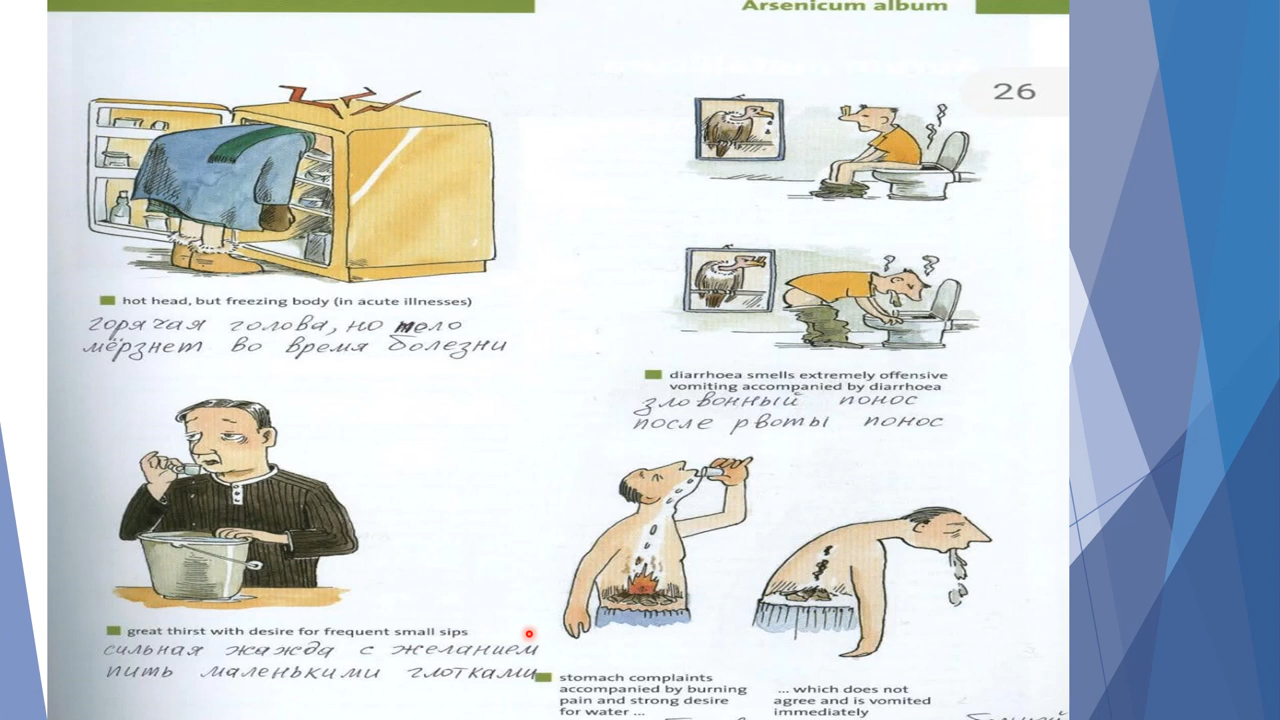 Arsenicum album
26
hot head, but freezing body (in acute illnesses)
горячая голова, но тело
мёрзнет во время болезни
diarrhoea smells extremely offensive
vomiting accompanied by diarrhoea
зловонный понос
после рвоты понос
great thirst with desire for frequent small sips
сильная жажда с желанием
пить маленькими глотками
stomach complaints
accompanied by burning
pain and strong desire
for water ...
... which does not
agree and is vomited
immediately